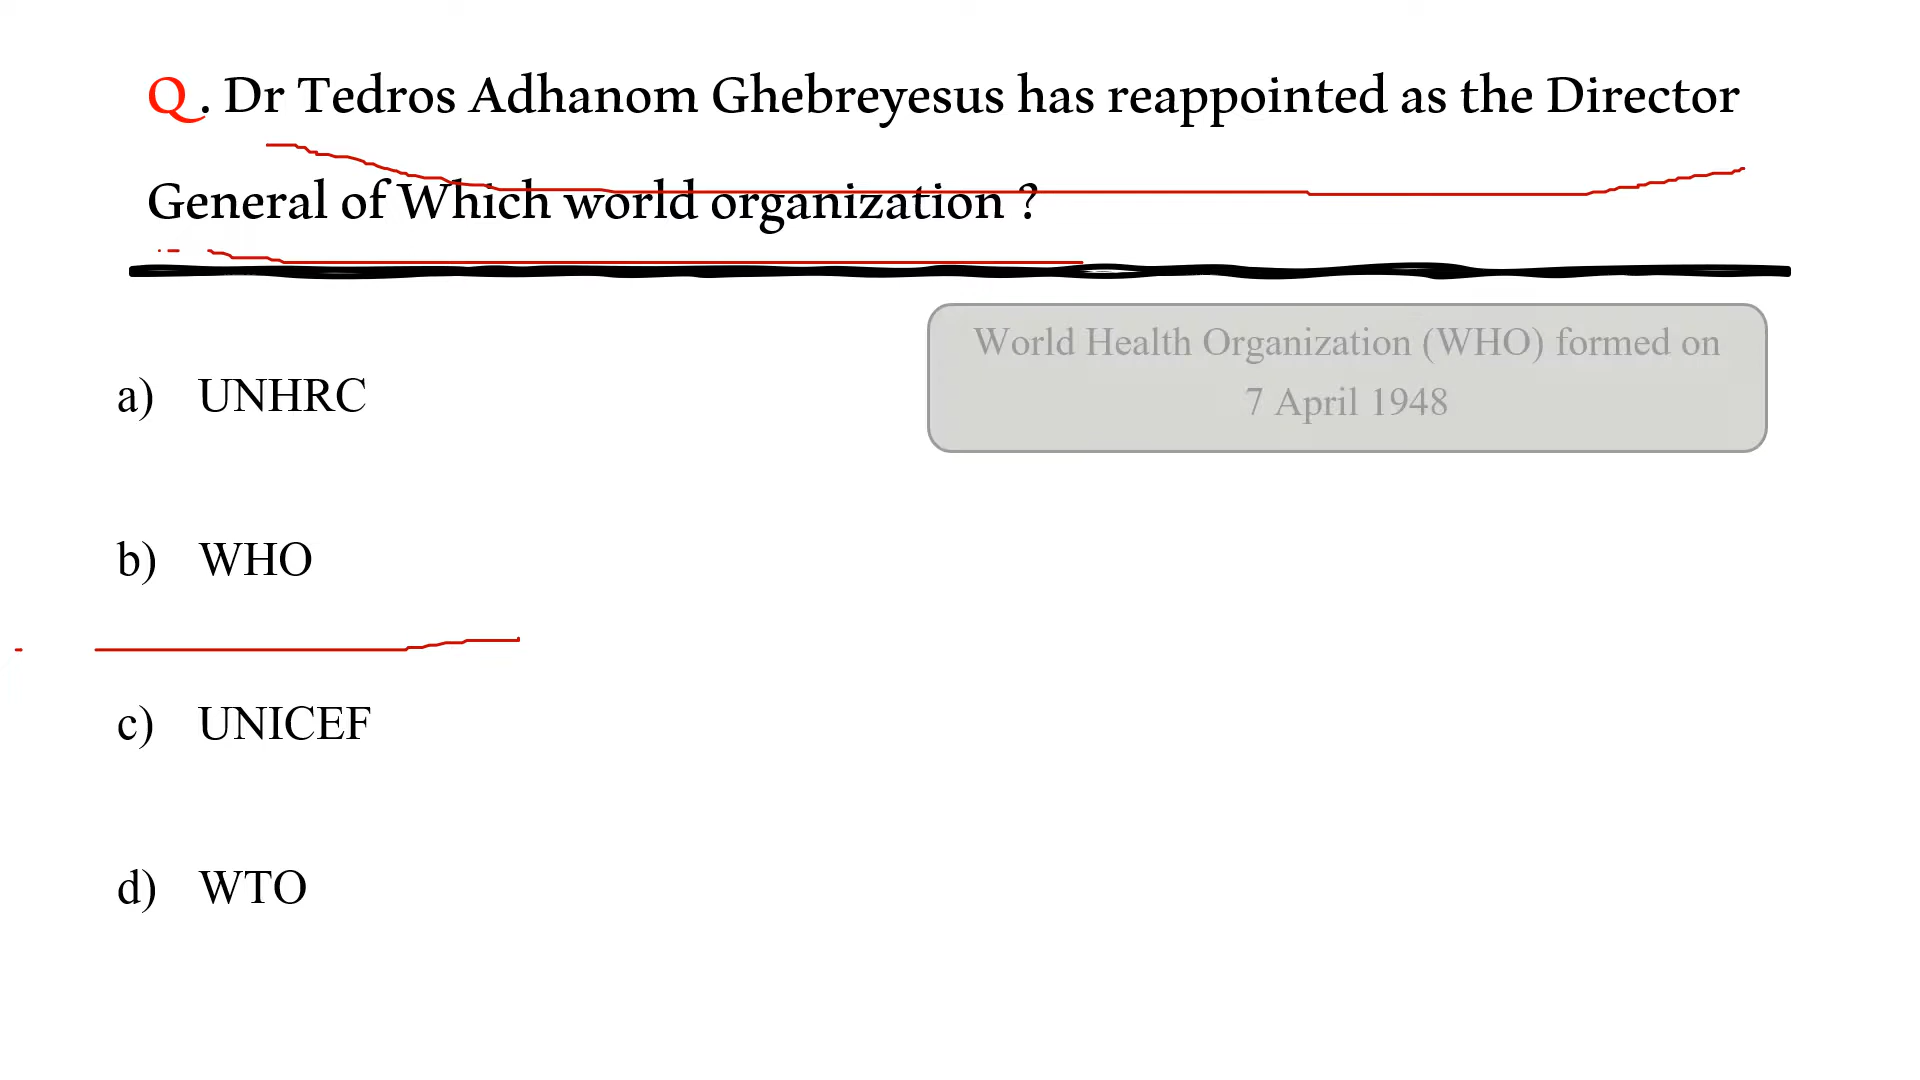 Q . Dr Tedros Adhanom Ghebreyesus has reappointed as the Director
General of Which world organization ?
World Health Organization (WHO) formed on
7 April 1948
a) UNHRC
b) WHO
c) UNICEF
d) WTO